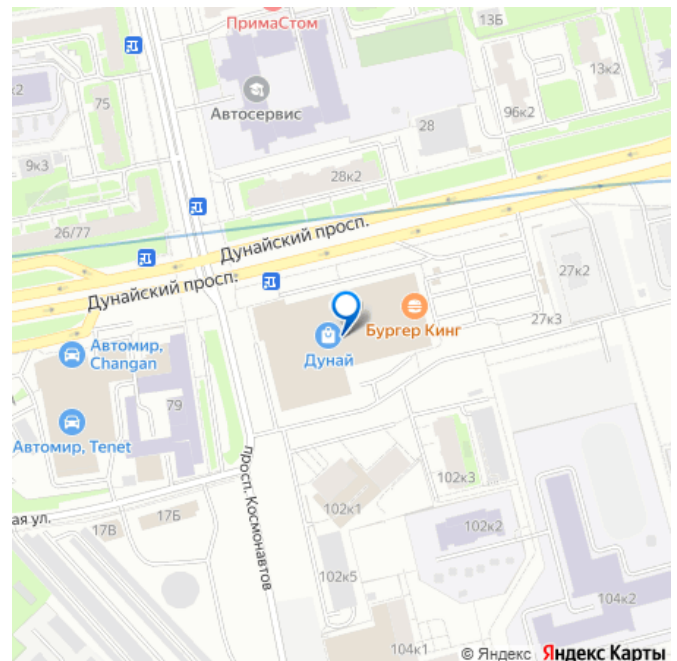 ПримаСтом
13Б
к2
75
Автосервис
13к2
96к2
28
9к3
28к2
26/77
Дунайский просп.
Дунайский просп.
27к2
27к3
Бургер Кинг
Дунай
Автомир,
Changan
79
Автомир, Tenet
просп. Космонавтов
102к3
102к1
ая ул.
17В
17Б
102к2
102к5
104к2
104к1
© Яндекс Яндекс Карты